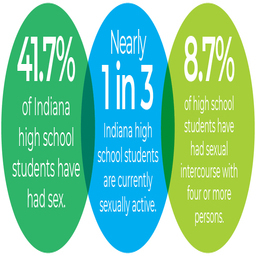 41.7%
of Indiana
high school
students have
had sex.
Nearly
1 in 3
Indiana high
school students
are currently
sexually active.
8.7%
of high school
students have
had sexual
intercourse with
four or more
persons.